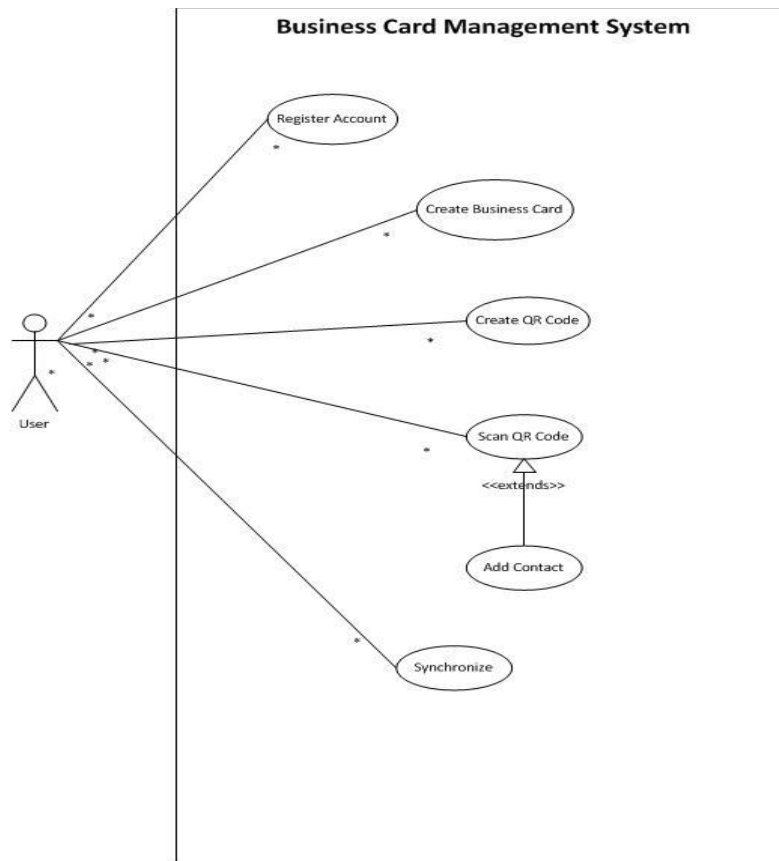 Business Card Management System
Register Account
*
Create Business Card
*
*
Create QR Code
*
*
*
*
*
User
Scan QR Code
*
<<extends>>
Add Contact
*
Synchronize